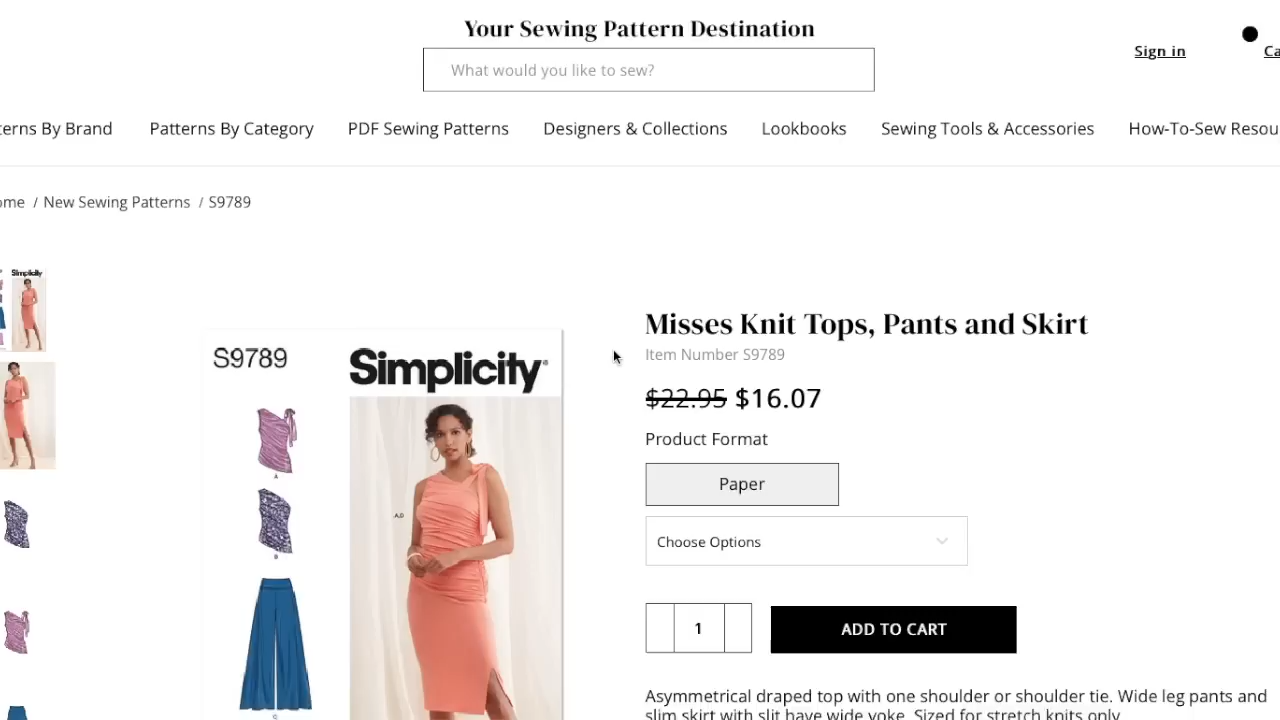 Your Sewing Pattern Destination
What would you like to sew?
Sign in
Ca
terns By Brand
Patterns By Category
PDF Sewing Patterns
Designers & Collections
Lookbooks
Sewing Tools & Accessories
How-To-Sew Resou
ome / New Sewing Patterns / S9789
Simplicity
S9789
Simplicity
A
B
C
A,D
Misses Knit Tops, Pants and Skirt
Item Number S9789
$22.95 $16.07
Product Format
Paper
Choose Options
1
ADD TO CART
Asymmetrical draped top with one shoulder or shoulder tie. Wide leg pants and
slim skirt with slit have wide yoke. Sized for stretch knits only.